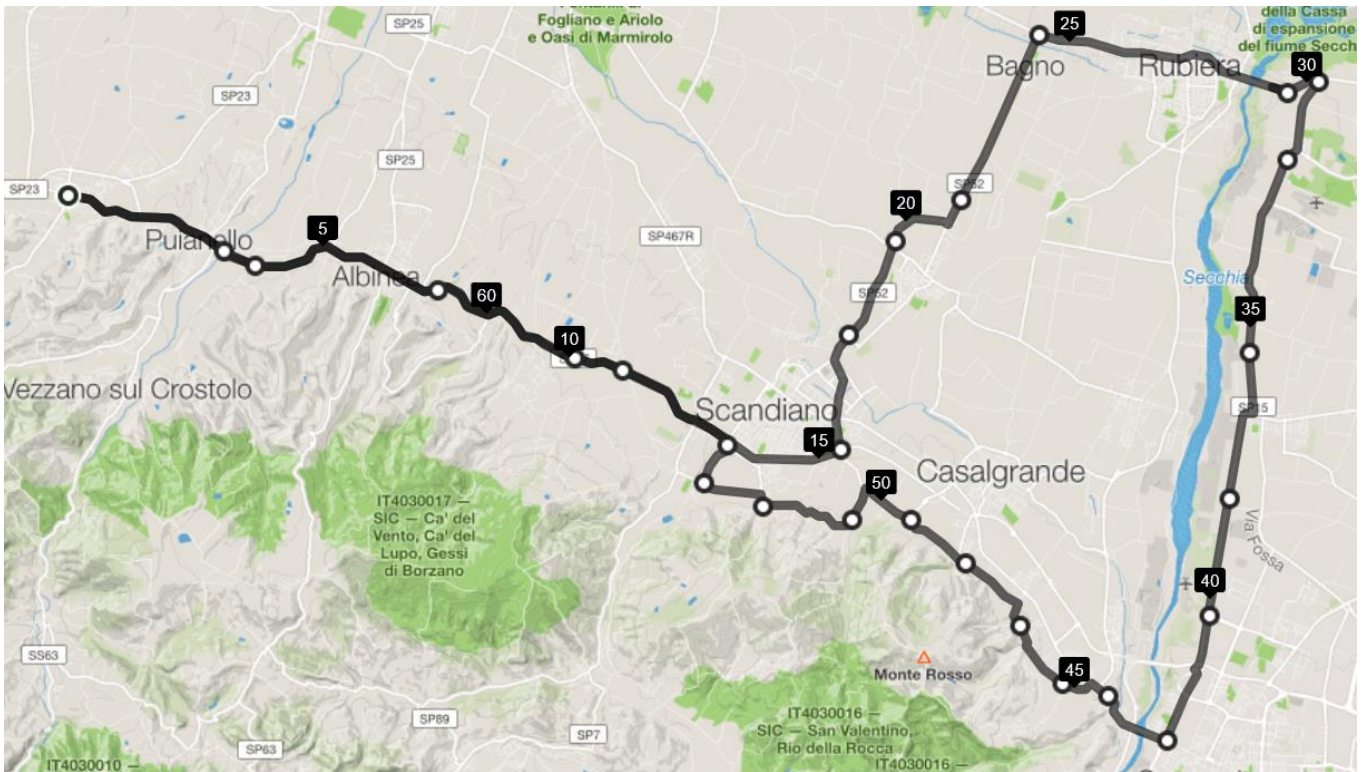 SP25
Fogliano e Ariolo
e Oasi di Marmirolo
25
della Cassa
di espansione
del fiume Secch
Bagno
Rubiera
30
SP23
SP25
SP23
SP52
20
Puianello
5
SP467R
Albinea
Secchia
SP52
60
35
10
Vezzano sul Crostolo
Scandiano
SP15
15
Casalgrande
50
IT4030017 —
SIC — Ca' del
Vento, Ca' del
Lupo, Gessi
di Borzano
Via Fossa
40
SS63
Monte Rosso
45
SP89
IT4030016 —
SIC — San Valentino,
Rio della Rocca
SP7
SP63
IT4030010 —
IT4030016 —